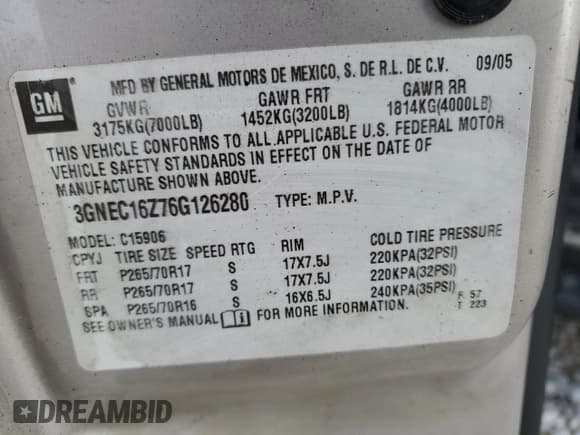 GM
MFD BY GENERAL MOTORS DE MEXICO, S. DE R.L. DE C.V. 09/05
GVWR GAWR FRT GAWR RR
3175KG(7000LB) 1452KG(3200LB) 1814KG(4000LB)
THIS VEHICLE CONFORMS TO ALL APPLICABLE U.S. FEDERAL MOTOR
VEHICLE SAFETY STANDARDS IN EFFECT ON THE DATE OF
MANUFACTURE SHOWN ABOVE.
3GNEC16Z76G126280 TYPE: M.P.V.
MODEL: C15906
CPYJ TIRE SIZE SPEED RTG RIM COLD TIRE PRESSURE
FRT P265/70R17 S 17X7.5J 220KPA(32PSI)
RR P265/70R17 S 17X7.5J 220KPA(32PSI)
SPA P265/70R16 S 16X6.5J 240KPA(35PSI)
SEE OWNER'S MANUAL i FOR MORE INFORMATION.
F: 57
T: 223
DREAMBID